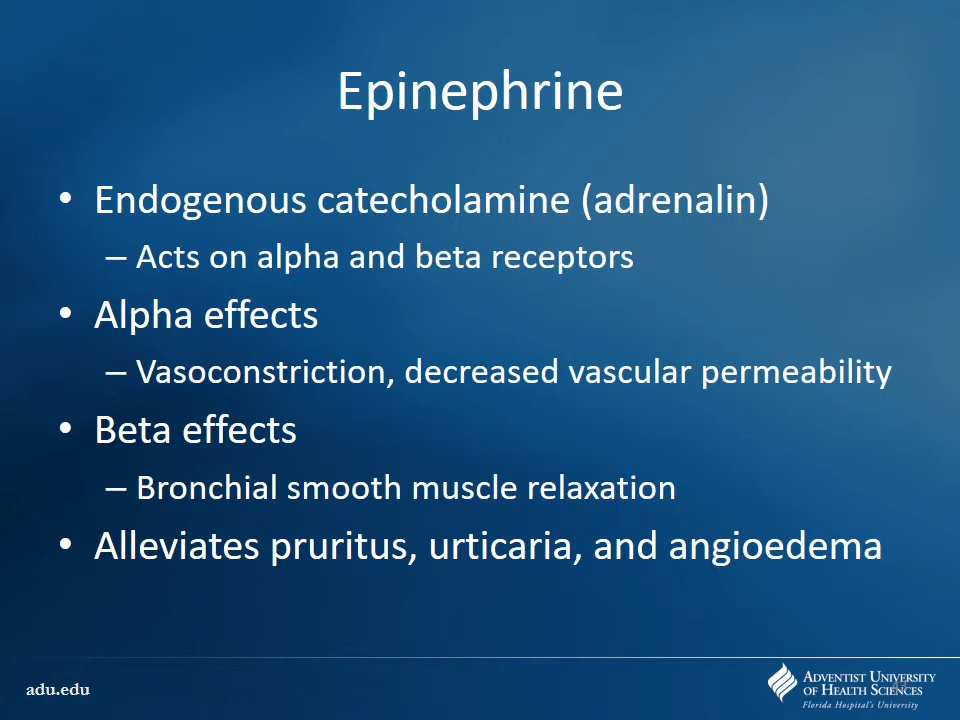 Epinephrine
• Endogenous catecholamine (adrenalin)
– Acts on alpha and beta receptors
• Alpha effects
– Vasoconstriction, decreased vascular permeability
• Beta effects
– Bronchial smooth muscle relaxation
• Alleviates pruritus, urticaria, and angioedema
adu.edu
ADVENTIST UNIVERSITY
OF HEALTH SCIENCES
Florida Hospital's University